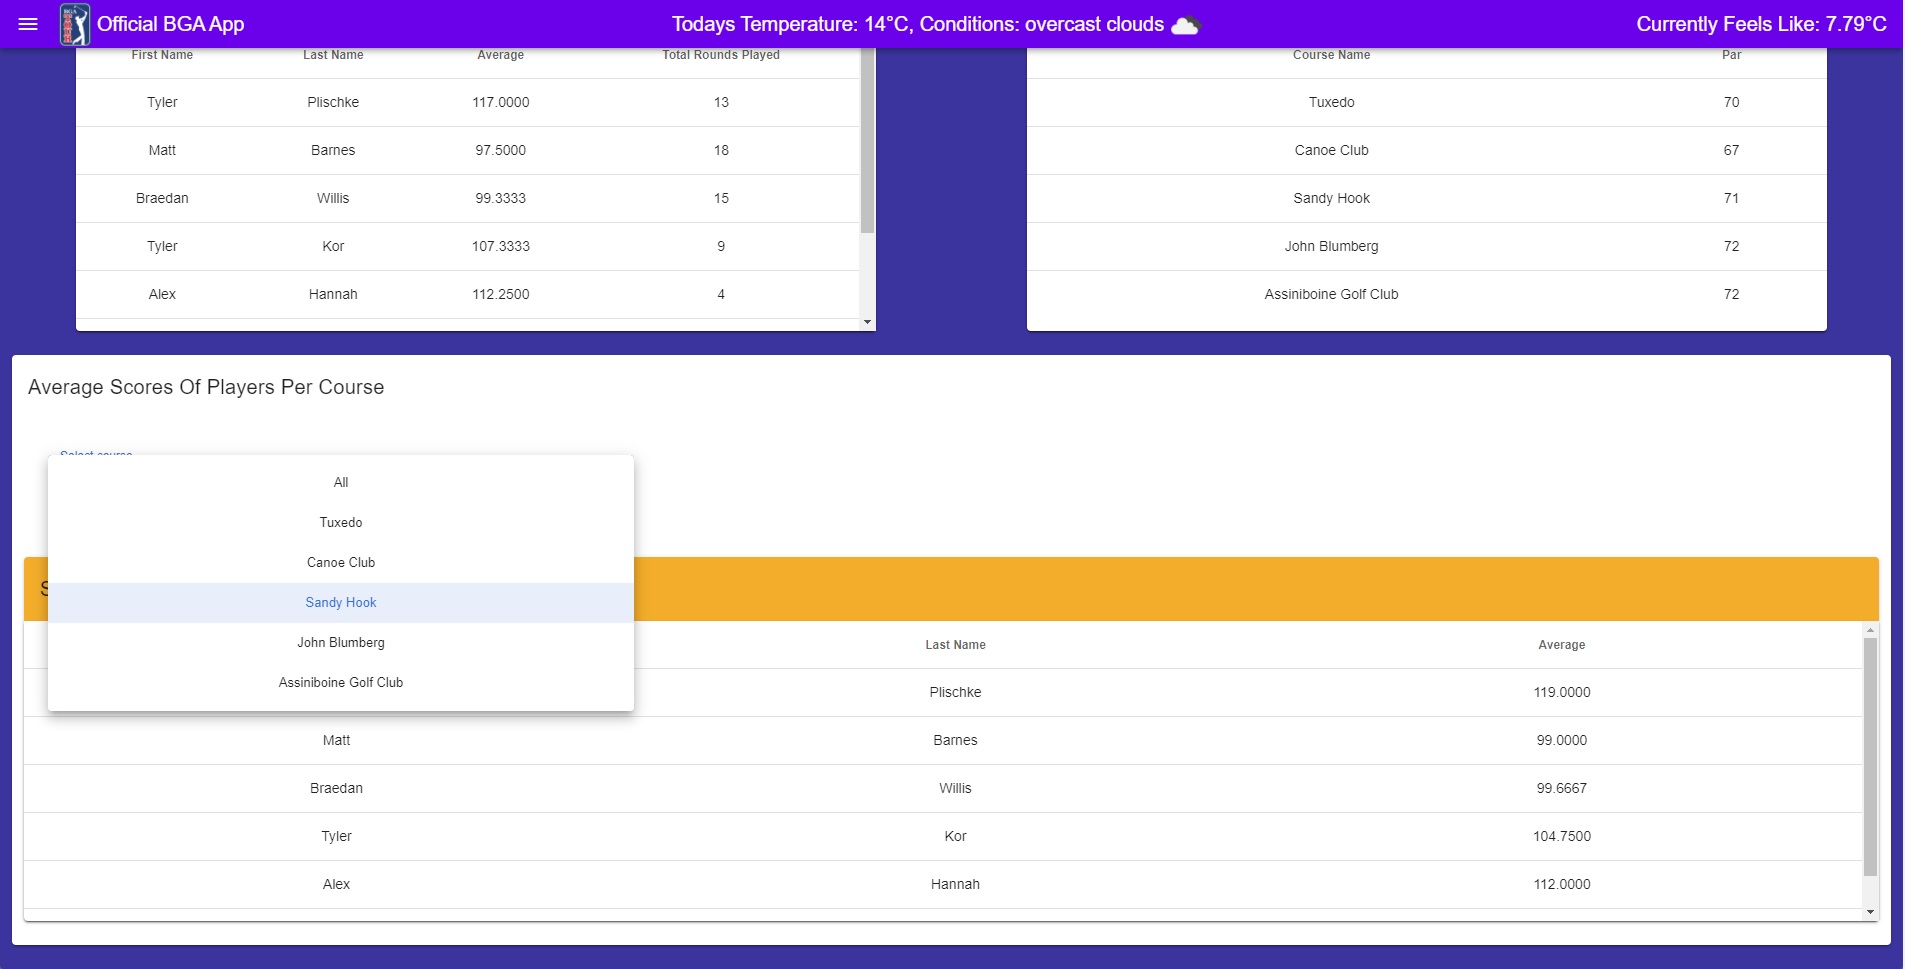 Official BGA App
Todays Temperature: 14°C, Conditions: overcast clouds
Currently Feels Like: 7.79°C
BGA
First Name Last Name Average Total Rounds Played
Tyler Plischke 117.0000 13
Matt Barnes 97.5000 18
Braedan Willis 99.3333 15
Tyler Kor 107.3333 9
Alex Hannah 112.2500 4
Course Name Par
Tuxedo 70
Canoe Club 67
Sandy Hook 71
John Blumberg 72
Assiniboine Golf Club 72
Average Scores Of Players Per Course
Select course
All
Tuxedo
Canoe Club
Sandy Hook
John Blumberg
Assiniboine Golf Club
S
Last Name Average
Plischke 119.0000
Matt Barnes 99.0000
Braedan Willis 99.6667
Tyler Kor 104.7500
Alex Hannah 112.0000